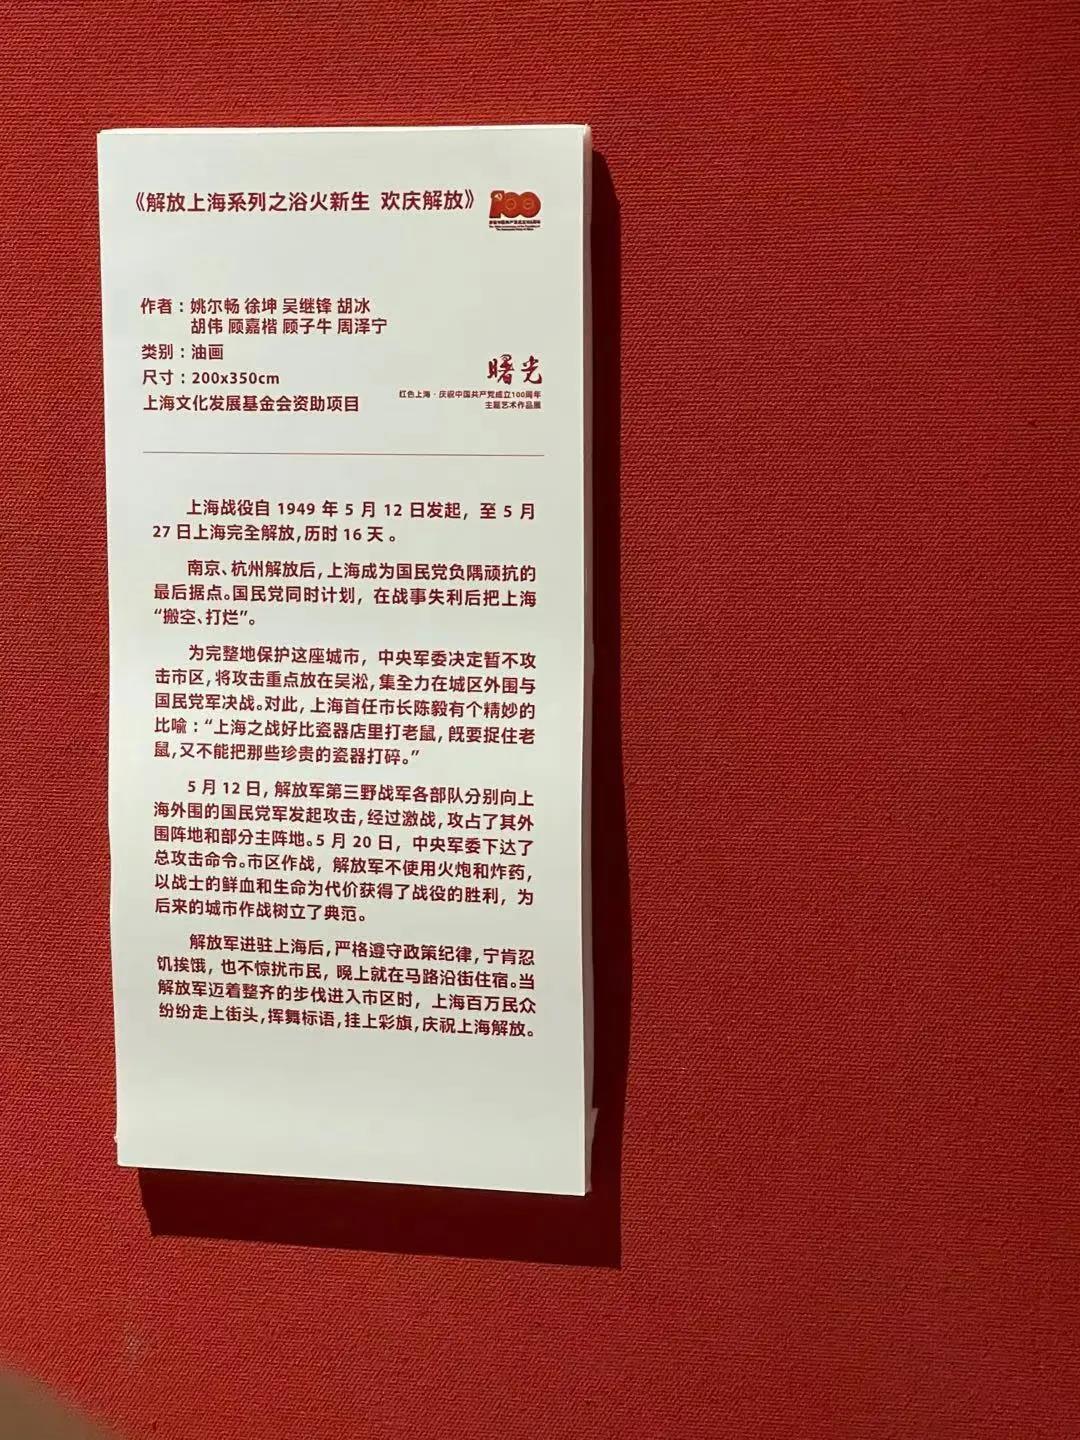 《解放上海系列之浴火新生 欢庆解放》
100
作者：姚尔畅 徐坤 吴继锋 胡冰
胡伟 顾嘉楷 顾子牛 周泽宁
类别：油画
尺寸：200x350cm
上海文化发展基金会资助项目
曙光
红色上海·庆祝中国共产党成立100周年
主题艺术作品展
上海战役自 1949 年 5 月 12 日发起，至 5 月
27 日上海完全解放，历时 16 天 。
南京、杭州解放后，上海成为国民党负隅顽抗的
最后据点。国民党同时计划，在战事失利后把上海
“搬空、打烂”。
为完整地保护这座城市，中央军委决定暂不攻
击市区，将攻击重点放在吴淞，集全力在城区外围与
国民党军决战。对此，上海首任市长陈毅有个精妙的
比喻：“上海之战好比瓷器店里打老鼠，既要捉住老
鼠，又不能把那些珍贵的瓷器打碎。”
5 月 12 日，解放军第三野战军各部队分别向上
海外围的国民党军发起攻击，经过激战，攻占了其外
围阵地和部分主阵地。5 月 20 日，中央军委下达了
总攻击命令。市区作战，解放军不使用火炮和炸药，
以战士的鲜血和生命为代价获得了战役的胜利，为
后来的城市作战树立了典范。
解放军进驻上海后，严格遵守政策纪律，宁肯忍
饥挨饿，也不惊扰市民，晚上就在马路沿街住宿。当
解放军迈着整齐的步伐进入市区时，上海百万民众
纷纷走上街头，挥舞标语，挂上彩旗，庆祝上海解放。